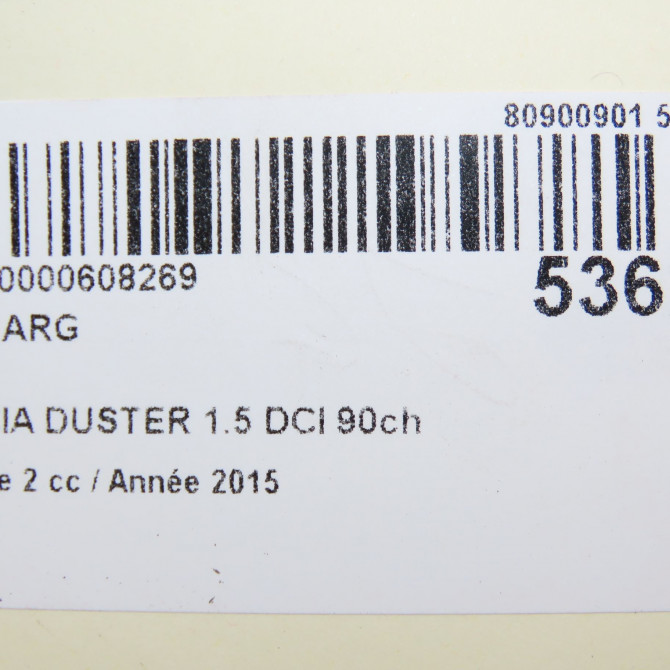 80900901 5
0000608269
536
ARG
IA DUSTER 1.5 DCI 90ch
e 2 cc / Année 2015